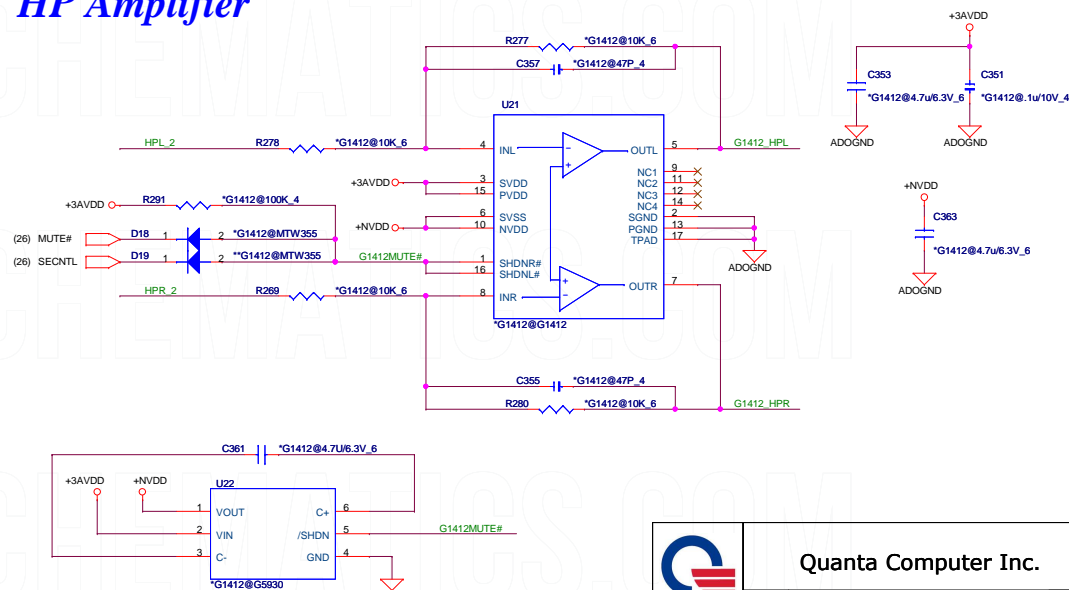 HP Amplifier
+3AVDD
R277 *G1412@10K_6
C357 *G1412@47P_4
C353
*G1412@4.7u/6.3V_6
C351
*G1412@.1u/10V_4
ADOGND
ADOGND
U21
HPL_2 R278 *G1412@10K_6 4 INL OUTL 5 G1412_HPL
+3AVDD 3 SVDD
15 PVDD
NC1 9
NC2 11
NC3 12
NC4 14
+3AVDD R291 *G1412@100K_4
+NVDD 6 SVSS
10 NVDD
SGND 2
PGND 13
TPAD 17
ADOGND
+NVDD
C363
*G1412@4.7u/6.3V_6
ADOGND
(26) MUTE# D18 1 2 *G1412@MTW355
(26) SECNTL D19 1 2 **G1412@MTW355 G1412MUTE# 1 SHDNR#
16 SHDNL#
HPR_2 R269 *G1412@10K_6 8 INR OUTR 7
*G1412@G1412
C355 *G1412@47P_4
R280 *G1412@10K_6 G1412_HPR
C361 *G1412@4.7U/6.3V_6
+3AVDD +NVDD
U22
1 VOUT C+ 6
2 VIN /SHDN 5 G1412MUTE#
3 C- GND 4
*G1412@G5930
Quanta Computer Inc.